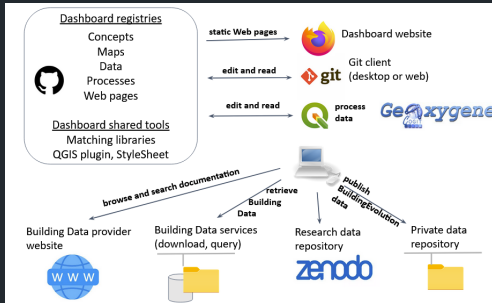 Dashboard registries
Concepts
Maps
Data
Processes
Web pages
Dashboard shared tools
Matching libraries
QGIS plugin, StyleSheet
static Web pages
Dashboard website
edit and read
git
Git client
(desktop or web)
edit and read
process
data
GeOxygene
browse and search documentation
retrieve
Building
Data
publish
BuildingEvolution
data
Building Data provider
website
WWW
Building Data services
(download, query)
Research data
repository
zenodo
Private data
repository